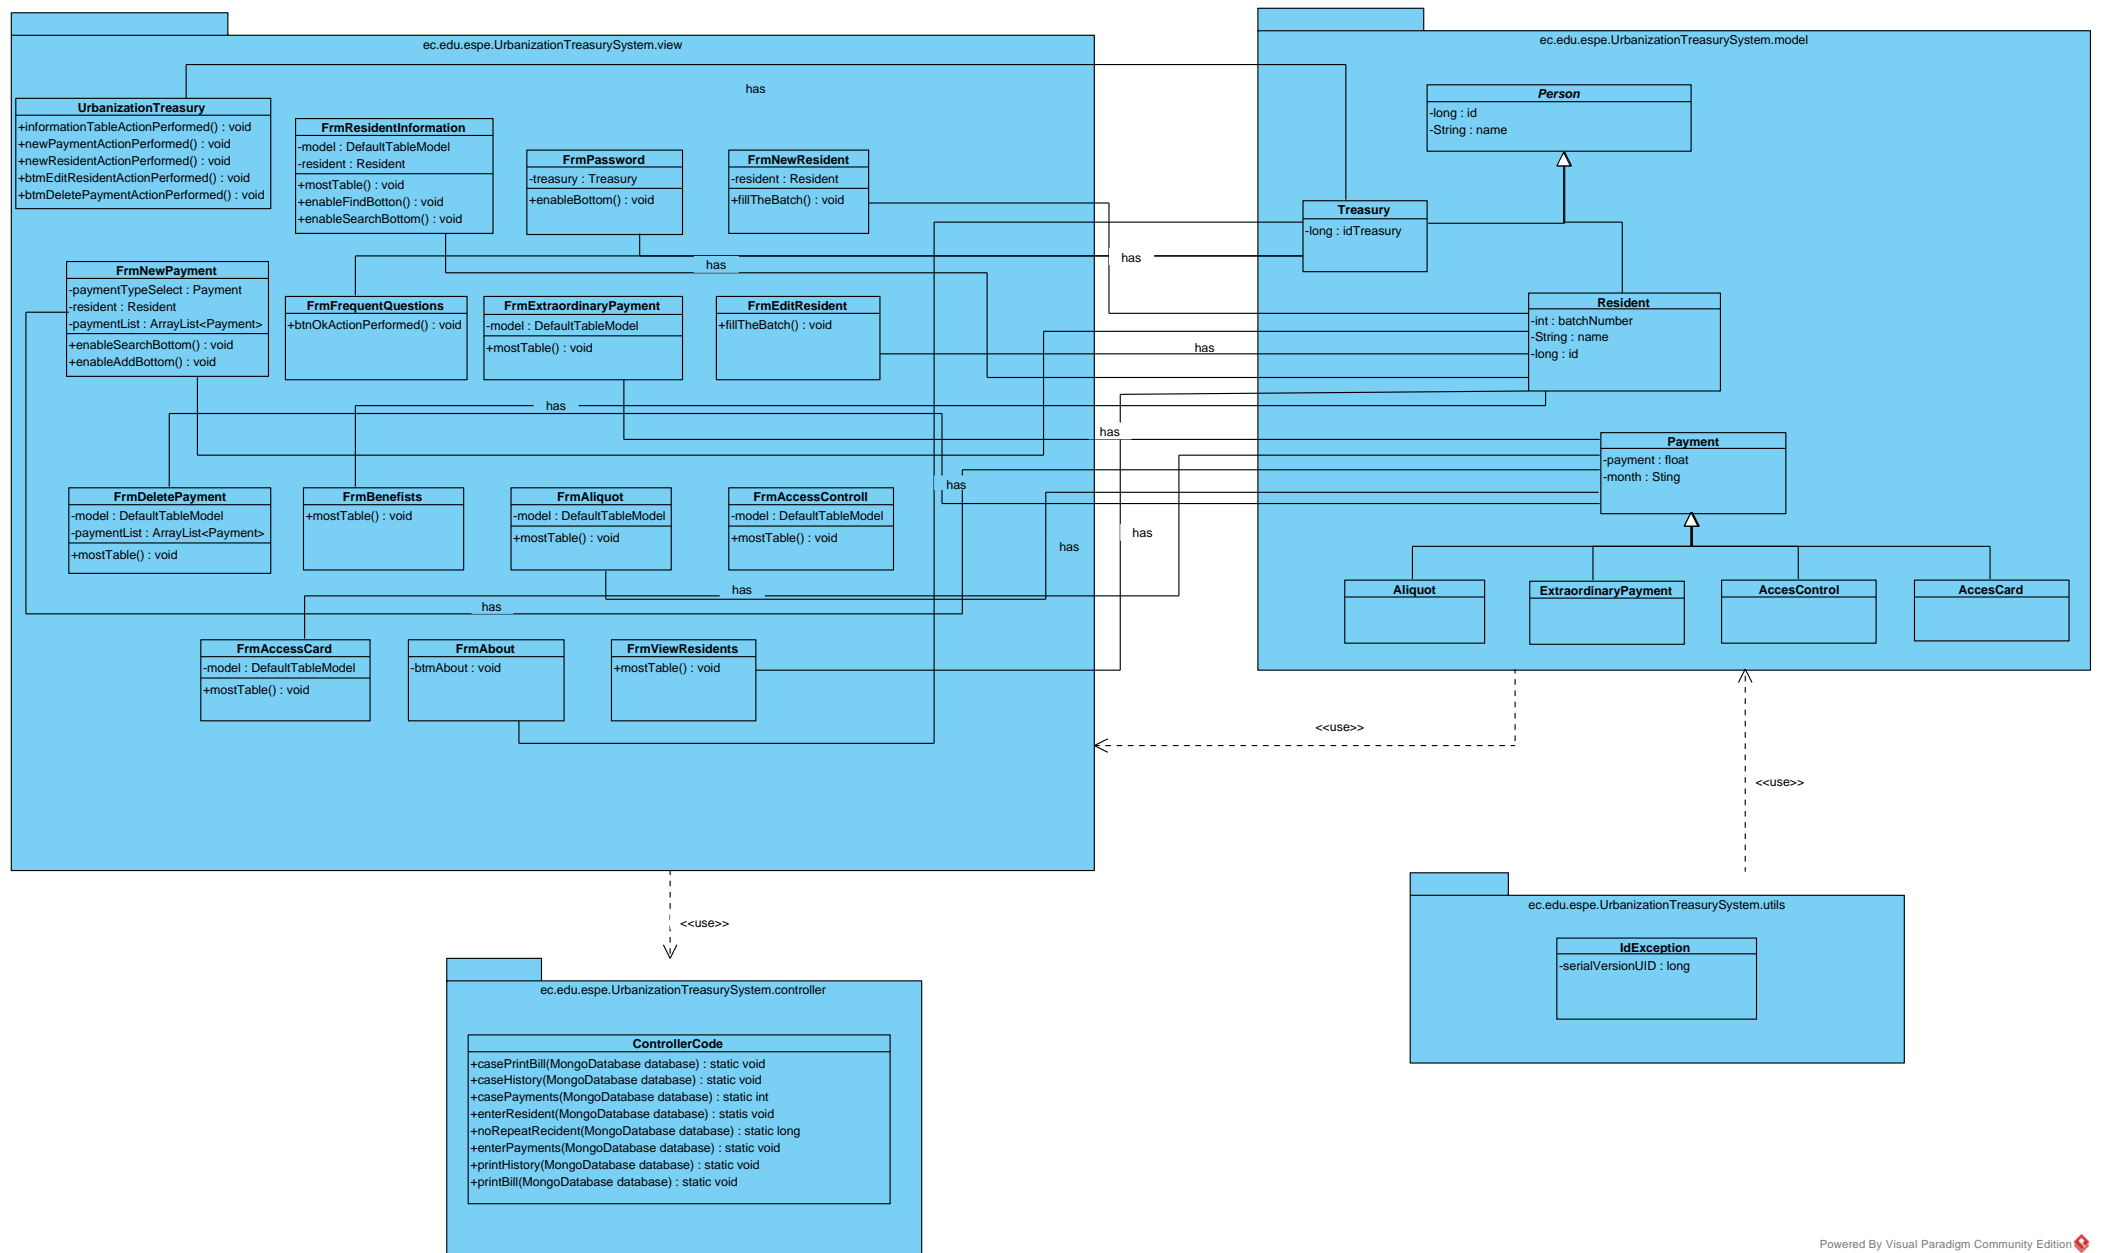 ec.edu.espe.UrbanizationTreasurySystem.view
has
UrbanizationTreasury
+informationTableActionPerformed() : void
+newPaymentActionPerformed() : void
+newResidentActionPerformed() : void
+btmEditResidentActionPerformed() : void
+btmDeletePaymentActionPerformed() : void
FrmResidentInformation
-model : DefaultTableModel
-resident : Resident
+mostTable() : void
+enableFindBotton() : void
+enableSearchBottom() : void
FrmPassword
-treasury : Treasury
+enableBottom() : void
FrmNewResident
-resident : Resident
+fillTheBatch() : void
has
has
FrmNewPayment
-paymentTypeSelect : Payment
-resident : Resident
-paymentList : ArrayList<Payment>
+enableSearchBottom() : void
+enableAddBottom() : void
FrmFrequentQuestions
+btnOkActionPerformed() : void
FrmExtraordinaryPayment
-model : DefaultTableModel
+mostTable() : void
FrmEditResident
+fillTheBatch() : void
has
has
has
has
FrmDeletePayment
-model : DefaultTableModel
-paymentList : ArrayList<Payment>
+mostTable() : void
FrmBenefists
+mostTable() : void
FrmAliquot
-model : DefaultTableModel
+mostTable() : void
FrmAccessControll
-model : DefaultTableModel
+mostTable() : void
has
has
has
has
FrmAccessCard
-model : DefaultTableModel
+mostTable() : void
FrmAbout
-btmAbout : void
FrmViewResidents
+mostTable() : void
ec.edu.espe.UrbanizationTreasurySystem.model
Person
-long : id
-String : name
Treasury
-long : idTreasury
Resident
-int : batchNumber
-String : name
-long : id
Payment
-payment : float
-month : Sting
Aliquot
ExtraordinaryPayment
AccesControl
AccesCard
<<use>>
<<use>>
<<use>>
ec.edu.espe.UrbanizationTreasurySystem.utils
IdException
-serialVersionUID : long
ec.edu.espe.UrbanizationTreasurySystem.controller
ControllerCode
+casePrintBill(MongoDatabase database) : static void
+caseHistory(MongoDatabase database) : static void
+casePayments(MongoDatabase database) : static int
+enterResident(MongoDatabase database) : statis void
+noRepeatRecident(MongoDatabase database) : static long
+enterPayments(MongoDatabase database) : static void
+printHistory(MongoDatabase database) : static void
+printBill(MongoDatabase database) : static void
Powered By Visual Paradigm Community Edition